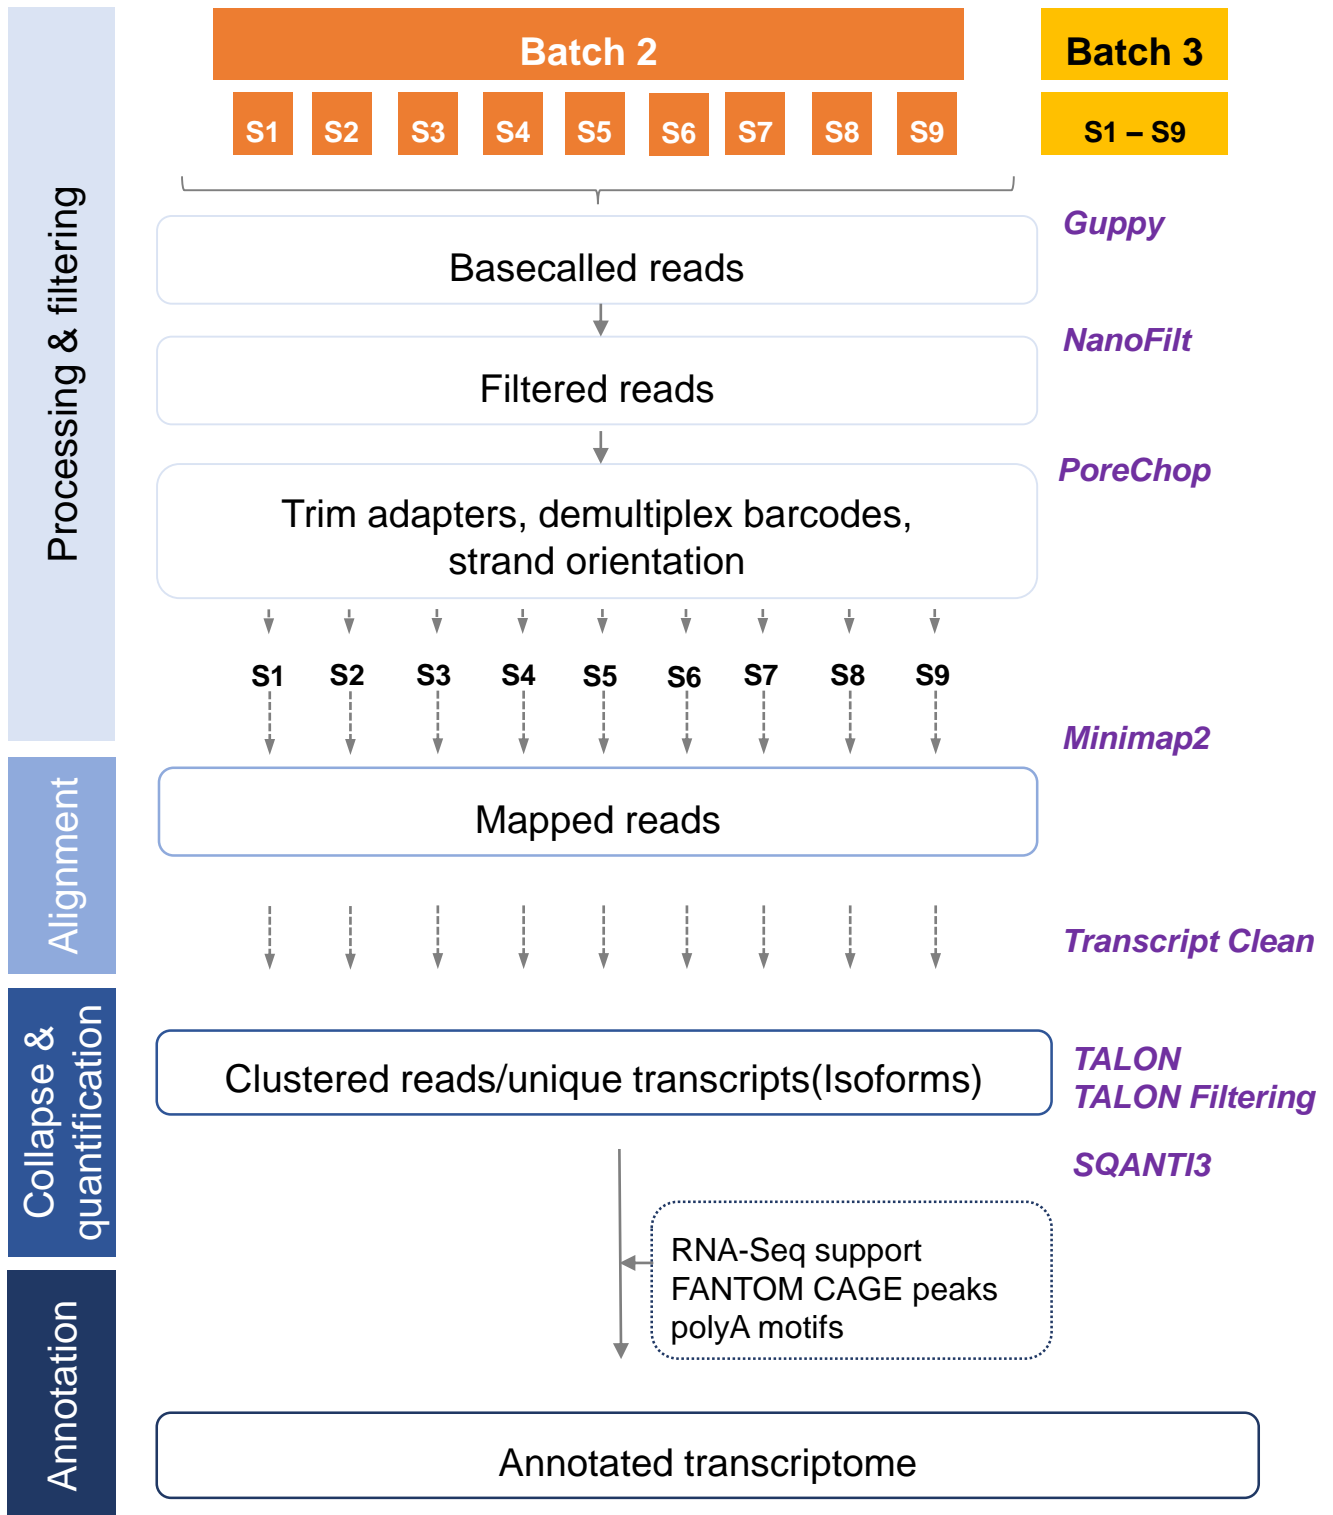 Batch 2
Batch 3
S1 S2 S3 S4 S5 S6 S7 S8 S9
S1 – S9
Processing & filtering
Guppy
Basecalled reads
NanoFilt
Filtered reads
PoreChop
Trim adapters, demultiplex barcodes,
strand orientation
S1 S2 S3 S4 S5 S6 S7 S8 S9
Minimap2
Alignment
Mapped reads
Transcript Clean
Collapse &
quantification
Clustered reads/unique transcripts(Isoforms)
TALON
TALON Filtering
SQANTI3
RNA-Seq support
FANTOM CAGE peaks
polyA motifs
Annotation
Annotated transcriptome